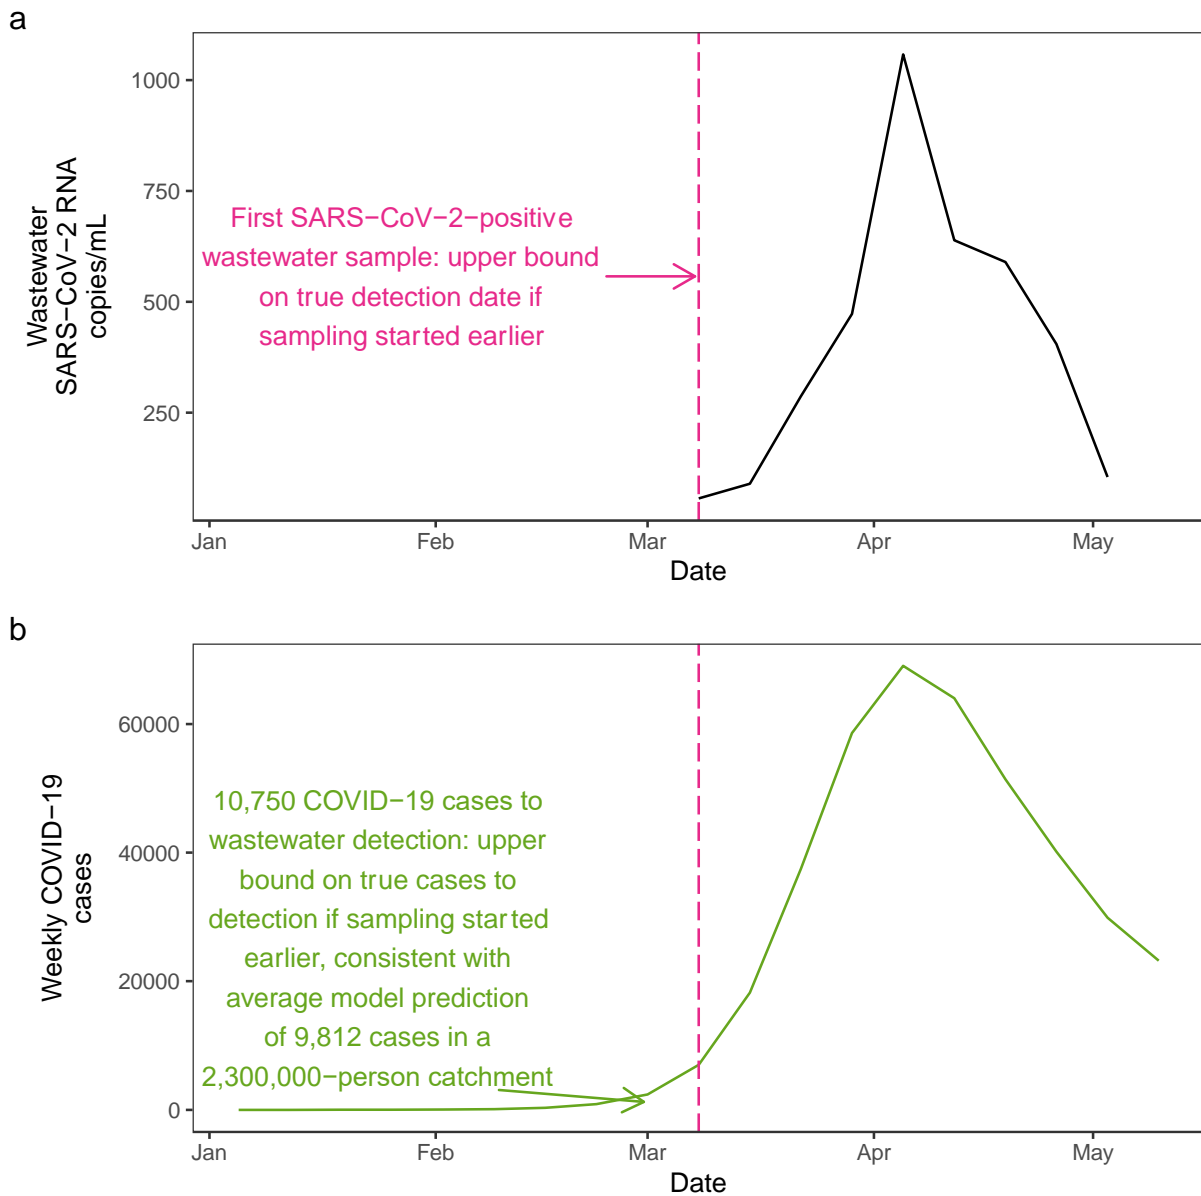 a
1000
750
500
250
Wastewater
SARS−CoV−2 RNA
copies/mL
First SARS−CoV−2−positive
wastewater sample: upper bound
on true detection date if
sampling started earlier
Jan
Feb
Mar
Apr
May
Date
b
60000
40000
20000
0
Weekly COVID−19
cases
10,750 COVID−19 cases to
wastewater detection: upper
bound on true cases to
detection if sampling started
earlier, consistent with
average model prediction
of 9,812 cases in a
2,300,000−person catchment
Jan
Feb
Mar
Apr
May
Date